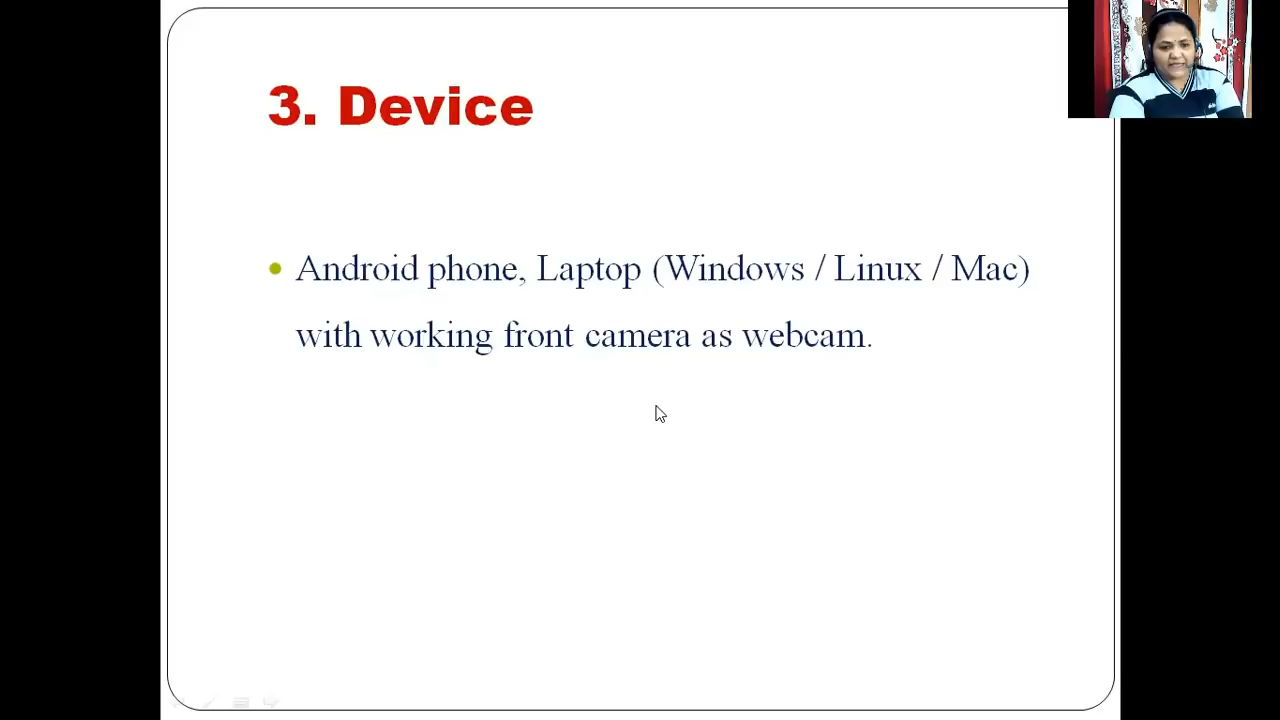 3. Device
Android phone, Laptop (Windows / Linux / Mac)
with working front camera as webcam.